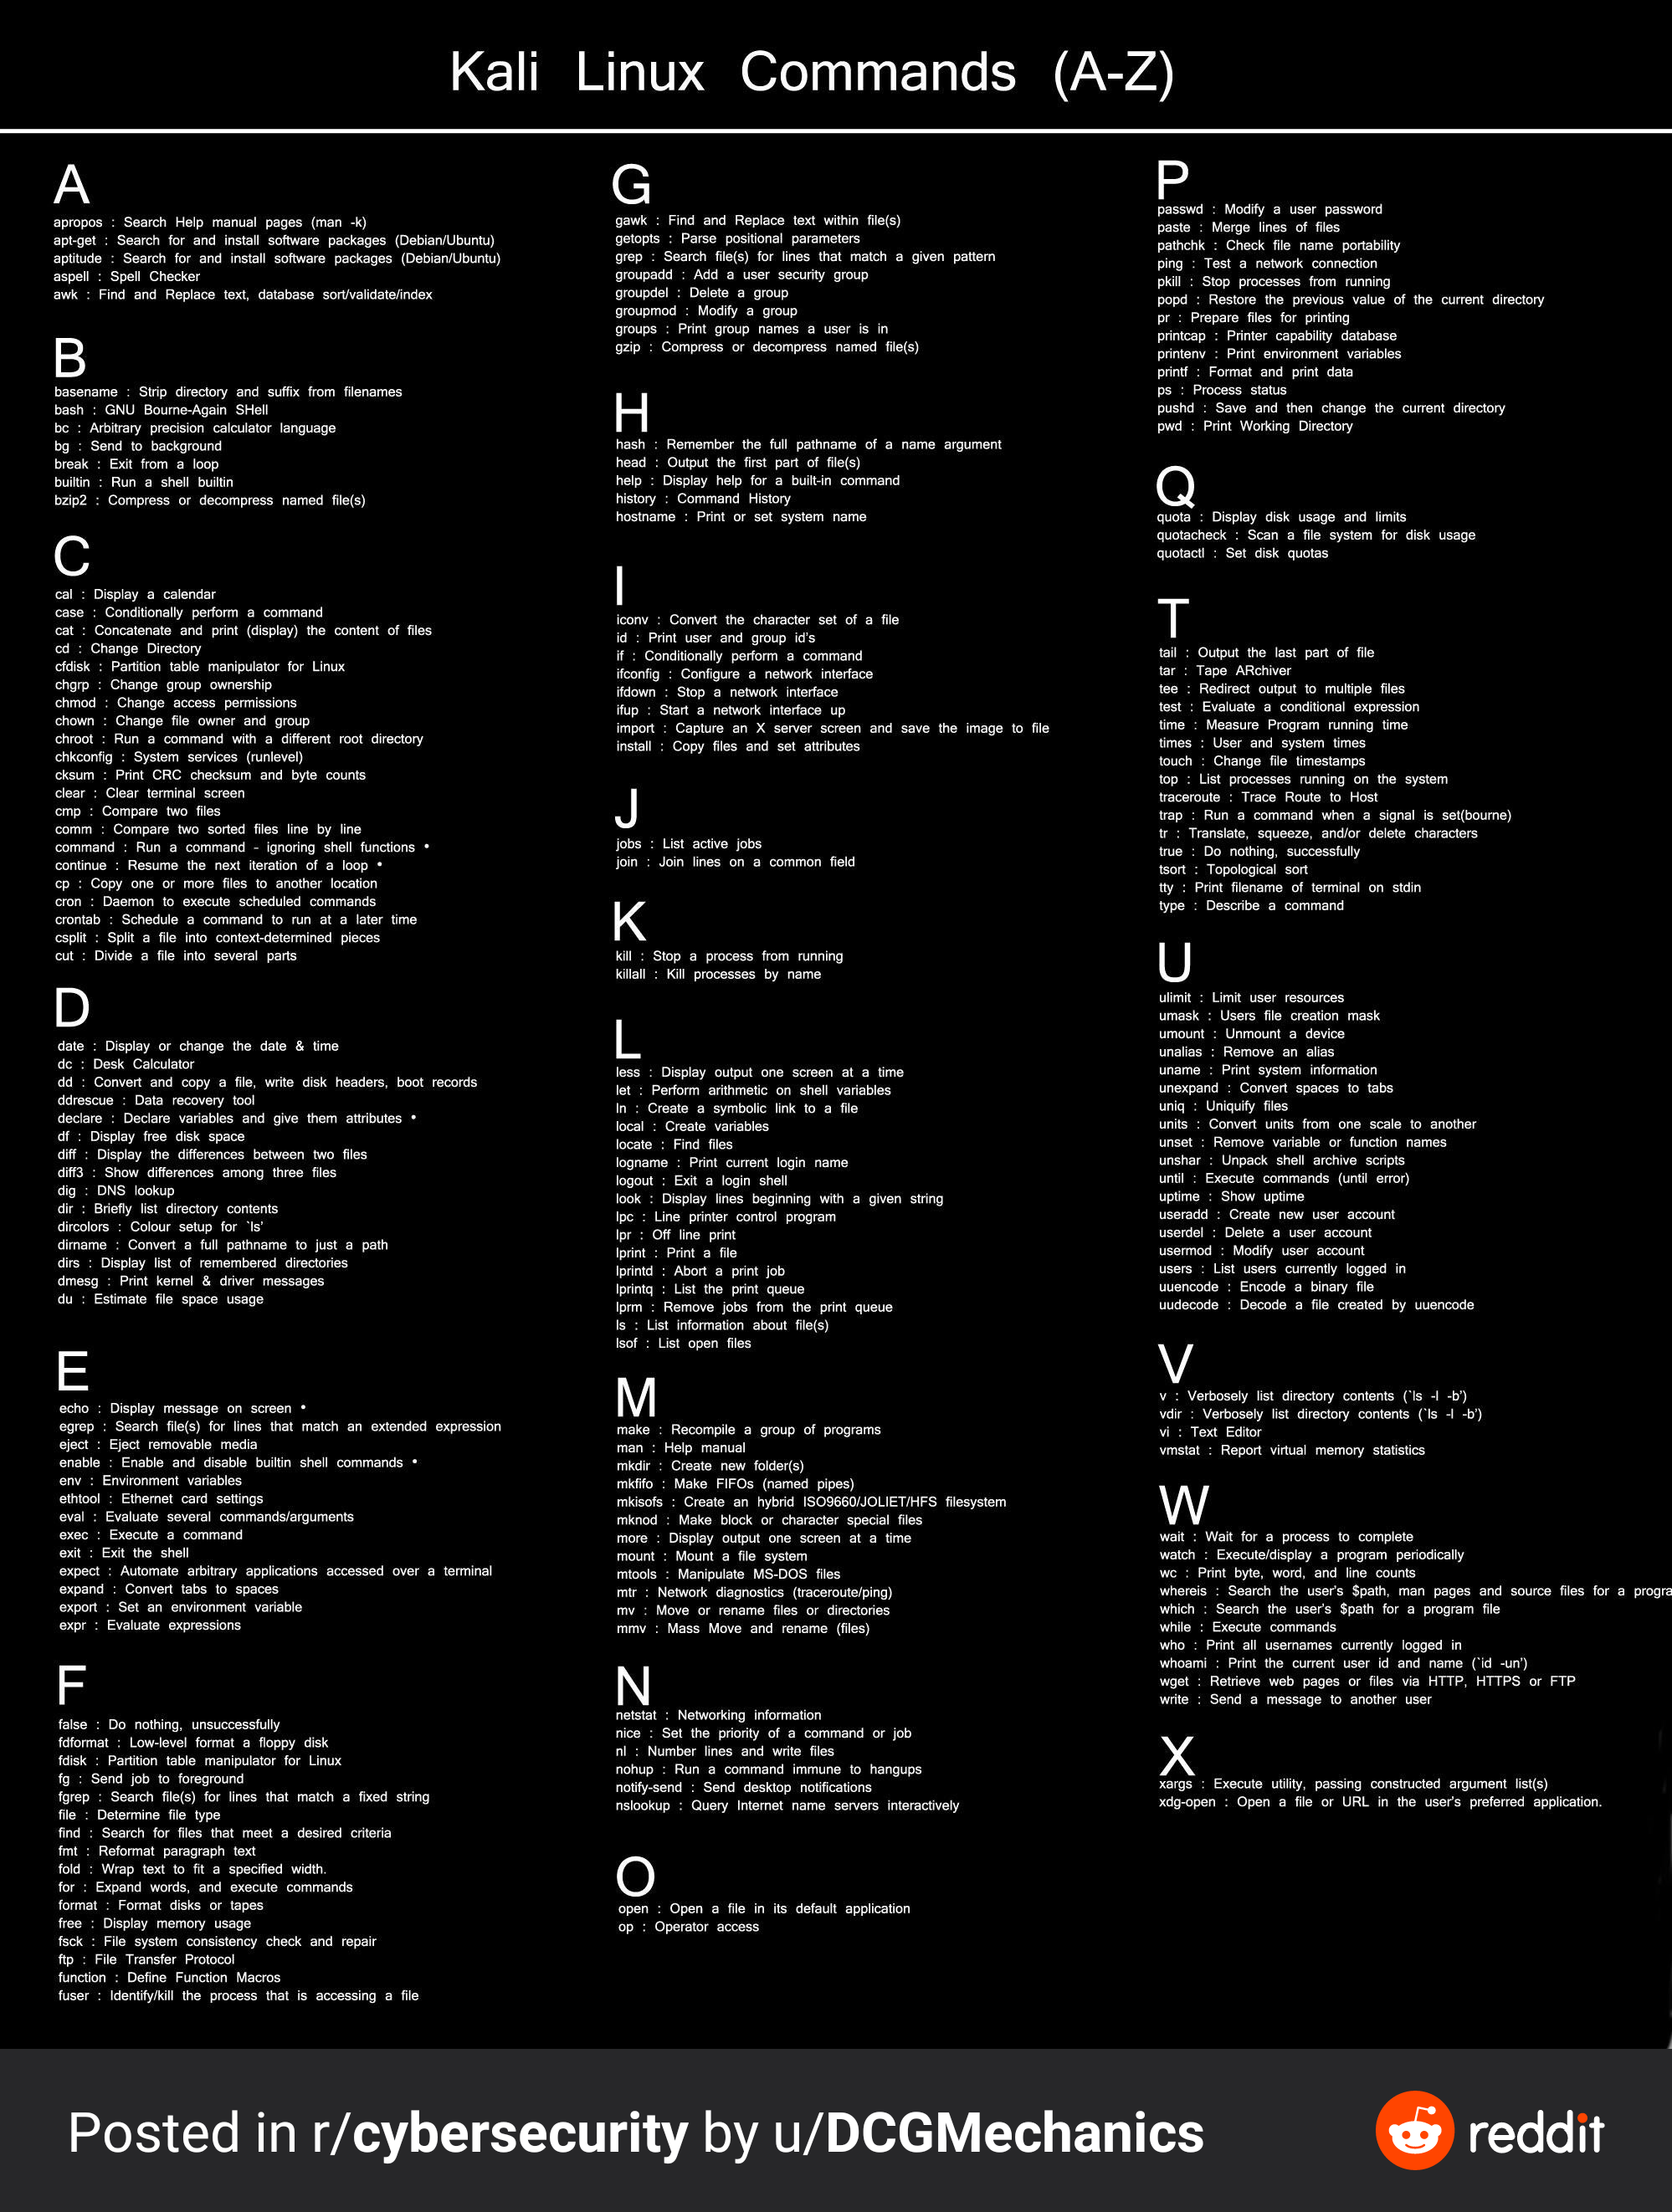 Kali Linux Commands (A-Z)
A
apropos : Search Help manual pages (man -k)
apt-get : Search for and install software packages (Debian/Ubuntu)
aptitude : Search for and install software packages (Debian/Ubuntu)
aspell : Spell Checker
awk : Find and Replace text, database sort/validate/index
B
basename : Strip directory and suffix from filenames
bash : GNU Bourne-Again SHell
bc : Arbitrary precision calculator language
bg : Send to background
break : Exit from a loop
builtin : Run a shell builtin
bzip2 : Compress or decompress named file(s)
C
cal : Display a calendar
case : Conditionally perform a command
cat : Concatenate and print (display) the content of files
cd : Change Directory
cfdisk : Partition table manipulator for Linux
chgrp : Change group ownership
chmod : Change access permissions
chown : Change file owner and group
chroot : Run a command with a different root directory
chkconfig : System services (runlevel)
cksum : Print CRC checksum and byte counts
clear : Clear terminal screen
cmp : Compare two files
comm : Compare two sorted files line by line
command : Run a command - ignoring shell functions •
continue : Resume the next iteration of a loop •
cp : Copy one or more files to another location
cron : Daemon to execute scheduled commands
crontab : Schedule a command to run at a later time
csplit : Split a file into context-determined pieces
cut : Divide a file into several parts
D
date : Display or change the date & time
dc : Desk Calculator
dd : Convert and copy a file, write disk headers, boot records
ddrescue : Data recovery tool
declare : Declare variables and give them attributes •
df : Display free disk space
diff : Display the differences between two files
diff3 : Show differences among three files
dig : DNS lookup
dir : Briefly list directory contents
dircolors : Colour setup for `ls’
dirname : Convert a full pathname to just a path
dirs : Display list of remembered directories
dmesg : Print kernel & driver messages
du : Estimate file space usage
E
echo : Display message on screen •
egrep : Search file(s) for lines that match an extended expression
eject : Eject removable media
enable : Enable and disable builtin shell commands •
env : Environment variables
ethtool : Ethernet card settings
eval : Evaluate several commands/arguments
exec : Execute a command
exit : Exit the shell
expect : Automate arbitrary applications accessed over a terminal
expand : Convert tabs to spaces
export : Set an environment variable
expr : Evaluate expressions
F
false : Do nothing, unsuccessfully
fdformat : Low-level format a floppy disk
fdisk : Partition table manipulator for Linux
fg : Send job to foreground
fgrep : Search file(s) for lines that match a fixed string
file : Determine file type
find : Search for files that meet a desired criteria
fmt : Reformat paragraph text
fold : Wrap text to fit a specified width.
for : Expand words, and execute commands
format : Format disks or tapes
free : Display memory usage
fsck : File system consistency check and repair
ftp : File Transfer Protocol
function : Define Function Macros
fuser : Identify/kill the process that is accessing a file
G
gawk : Find and Replace text within file(s)
getopts : Parse positional parameters
grep : Search file(s) for lines that match a given pattern
groupadd : Add a user security group
groupdel : Delete a group
groupmod : Modify a group
groups : Print group names a user is in
gzip : Compress or decompress named file(s)
H
hash : Remember the full pathname of a name argument
head : Output the first part of file(s)
help : Display help for a built-in command
history : Command History
hostname : Print or set system name
I
iconv : Convert the character set of a file
id : Print user and group id’s
if : Conditionally perform a command
ifconfig : Configure a network interface
ifdown : Stop a network interface
ifup : Start a network interface up
import : Capture an X server screen and save the image to file
install : Copy files and set attributes
J
jobs : List active jobs
join : Join lines on a common field
K
kill : Stop a process from running
killall : Kill processes by name
L
less : Display output one screen at a time
let : Perform arithmetic on shell variables
ln : Create a symbolic link to a file
local : Create variables
locate : Find files
logname : Print current login name
logout : Exit a login shell
look : Display lines beginning with a given string
lpc : Line printer control program
lpr : Off line print
lprint : Print a file
lprintd : Abort a print job
lprintq : List the print queue
lprm : Remove jobs from the print queue
ls : List information about file(s)
lsof : List open files
M
make : Recompile a group of programs
man : Help manual
mkdir : Create new folder(s)
mkfifo : Make FIFOs (named pipes)
mkisofs : Create an hybrid ISO9660/JOLIET/HFS filesystem
mknod : Make block or character special files
more : Display output one screen at a time
mount : Mount a file system
mtools : Manipulate MS-DOS files
mtr : Network diagnostics (traceroute/ping)
mv : Move or rename files or directories
mmv : Mass Move and rename (files)
N
netstat : Networking information
nice : Set the priority of a command or job
nl : Number lines and write files
nohup : Run a command immune to hangups
notify-send : Send desktop notifications
nslookup : Query Internet name servers interactively
O
open : Open a file in its default application
op : Operator access
P
passwd : Modify a user password
paste : Merge lines of files
pathchk : Check file name portability
ping : Test a network connection
pkill : Stop processes from running
popd : Restore the previous value of the current directory
pr : Prepare files for printing
printcap : Printer capability database
printenv : Print environment variables
printf : Format and print data
ps : Process status
pushd : Save and then change the current directory
pwd : Print Working Directory
Q
quota : Display disk usage and limits
quotacheck : Scan a file system for disk usage
quotactl : Set disk quotas
T
tail : Output the last part of file
tar : Tape ARchiver
tee : Redirect output to multiple files
test : Evaluate a conditional expression
time : Measure Program running time
times : User and system times
touch : Change file timestamps
top : List processes running on the system
traceroute : Trace Route to Host
trap : Run a command when a signal is set(bourne)
tr : Translate, squeeze, and/or delete characters
true : Do nothing, successfully
tsort : Topological sort
tty : Print filename of terminal on stdin
type : Describe a command
U
ulimit : Limit user resources
umask : Users file creation mask
umount : Unmount a device
unalias : Remove an alias
uname : Print system information
unexpand : Convert spaces to tabs
uniq : Uniquify files
units : Convert units from one scale to another
unset : Remove variable or function names
unshar : Unpack shell archive scripts
until : Execute commands (until error)
uptime : Show uptime
useradd : Create new user account
userdel : Delete a user account
usermod : Modify user account
users : List users currently logged in
uuencode : Encode a binary file
uudecode : Decode a file created by uuencode
V
v : Verbosely list directory contents (`ls -l -b’)
vdir : Verbosely list directory contents (`ls -l -b’)
vi : Text Editor
vmstat : Report virtual memory statistics
W
wait : Wait for a process to complete
watch : Execute/display a program periodically
wc : Print byte, word, and line counts
whereis : Search the user’s $path, man pages and source files for a progra
which : Search the user’s $path for a program file
while : Execute commands
who : Print all usernames currently logged in
whoami : Print the current user id and name (`id -un’)
wget : Retrieve web pages or files via HTTP, HTTPS or FTP
write : Send a message to another user
X
xargs : Execute utility, passing constructed argument list(s)
xdg-open : Open a file or URL in the user’s preferred application.
Posted in r/cybersecurity by u/DCGMechanics
reddit